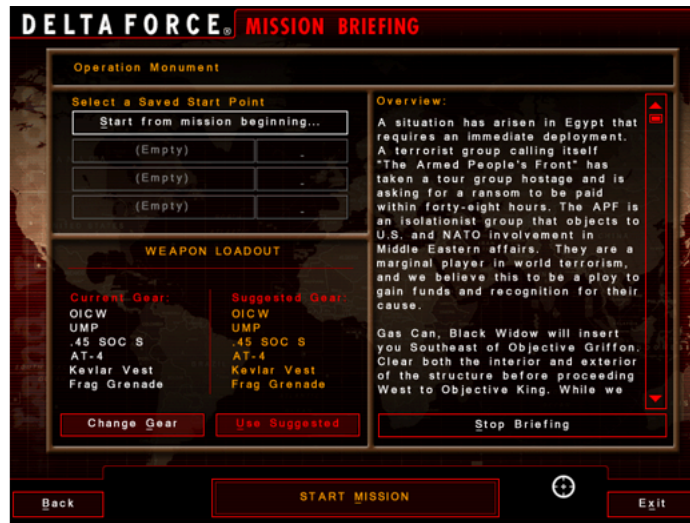 DELTA FORCE® MISSION BRIEFING
Operation Monument
Select a Saved Start Point
Start from mission beginning...
(Empty) _
(Empty) _
(Empty) _
WEAPON LOADOUT
Current Gear:
OICW
UMP
.45 SOC S
AT-4
Kevlar Vest
Frag Grenade
Suggested Gear:
OICW
UMP
.45 SOC S
AT-4
Kevlar Vest
Frag Grenade
Change Gear
Use Suggested
Overview:
A situation has arisen in Egypt that
requires an immediate deployment.
A terrorist group calling itself
"The Armed People's Front" has
taken a tour group hostage and is
asking for a ransom to be paid
within forty-eight hours. The APF is
an isolationist group that objects to
U.S. and NATO involvement in
Middle Eastern affairs. They are a
marginal player in world terrorism,
and we believe this to be a ploy to
gain funds and recognition for their
cause.
Gas Can, Black Widow will insert
you Southeast of Objective Griffon.
Clear both the interior and exterior
of the structure before proceeding
West to Objective King. While we
Stop Briefing
Back
START MISSION
Exit